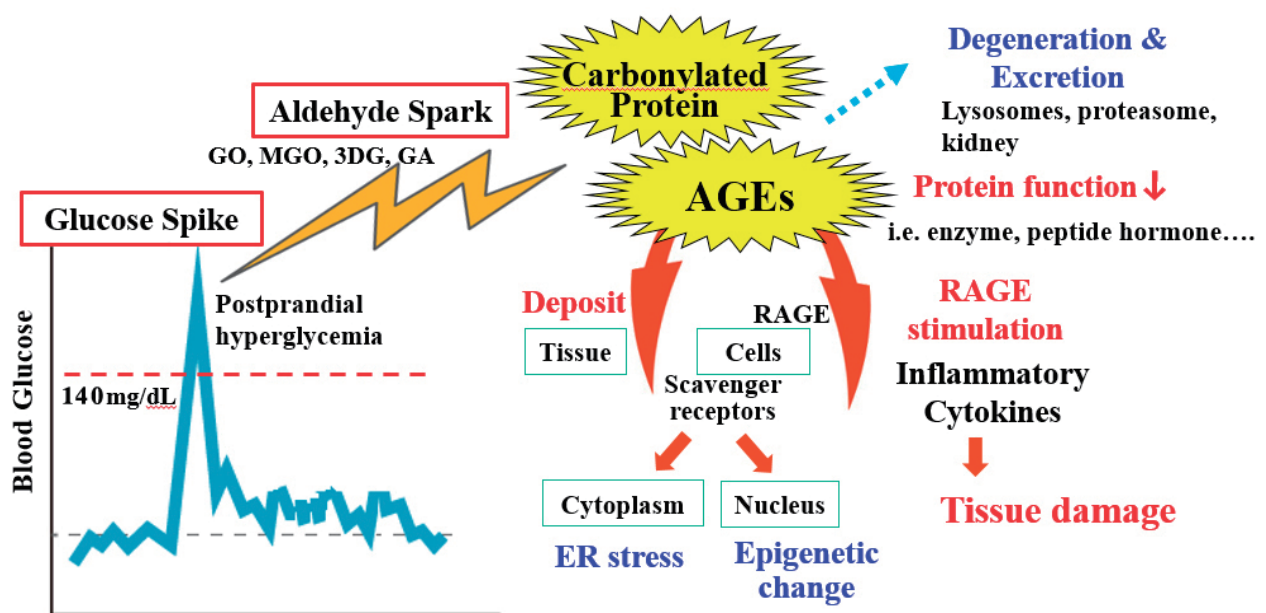 Glucose Spike
Blood Glucose
140mg/dL
Postprandial
hyperglycemia
Aldehyde Spark
GO, MGO, 3DG, GA
Carbonylated
Protein
AGEs
Degeneration &
Excretion
Lysosomes, proteasome,
kidney
Protein function↓
i.e. enzyme, peptide hormone….
Deposit
Tissue
RAGE
Cells
Scavenger
receptors
Cytoplasm
Nucleus
ER stress
Epigenetic
change
RAGE
stimulation
Inflammatory
Cytokines
Tissue damage